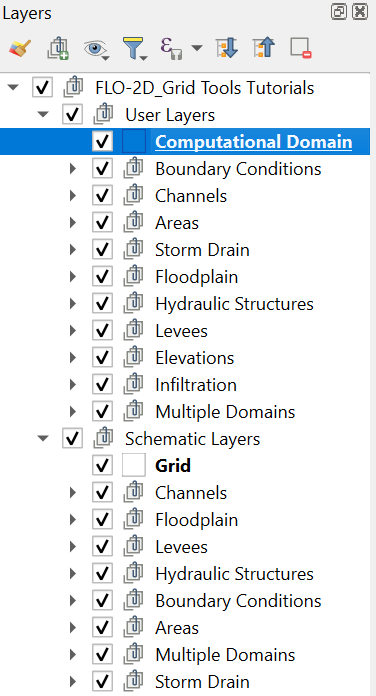 Layers
FLO-2D_Grid Tools Tutorials
User Layers
Computational Domain
Boundary Conditions
Channels
Areas
Storm Drain
Floodplain
Hydraulic Structures
Levees
Elevations
Infiltration
Multiple Domains
Schematic Layers
Grid
Channels
Floodplain
Levees
Hydraulic Structures
Boundary Conditions
Areas
Multiple Domains
Storm Drain